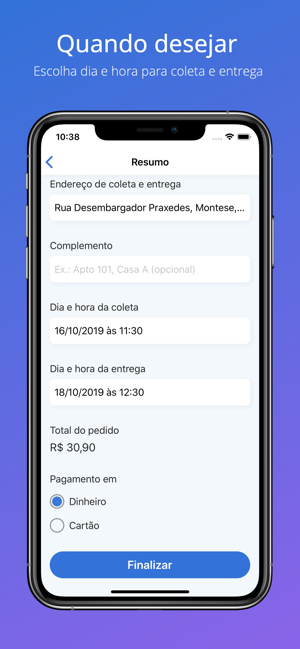 Quando desejar
Escolha dia e hora para coleta e entrega
10:38
Resumo
Endereço de coleta e entrega
Rua Desembargador Praxedes, Montese,...
Complemento
Ex.: Apto 101, Casa A (opcional)
Dia e hora da coleta
16/10/2019 às 11:30
Dia e hora da entrega
18/10/2019 às 12:30
Total do pedido
R$ 30,90
Pagamento em
Dinheiro
Cartão
Finalizar